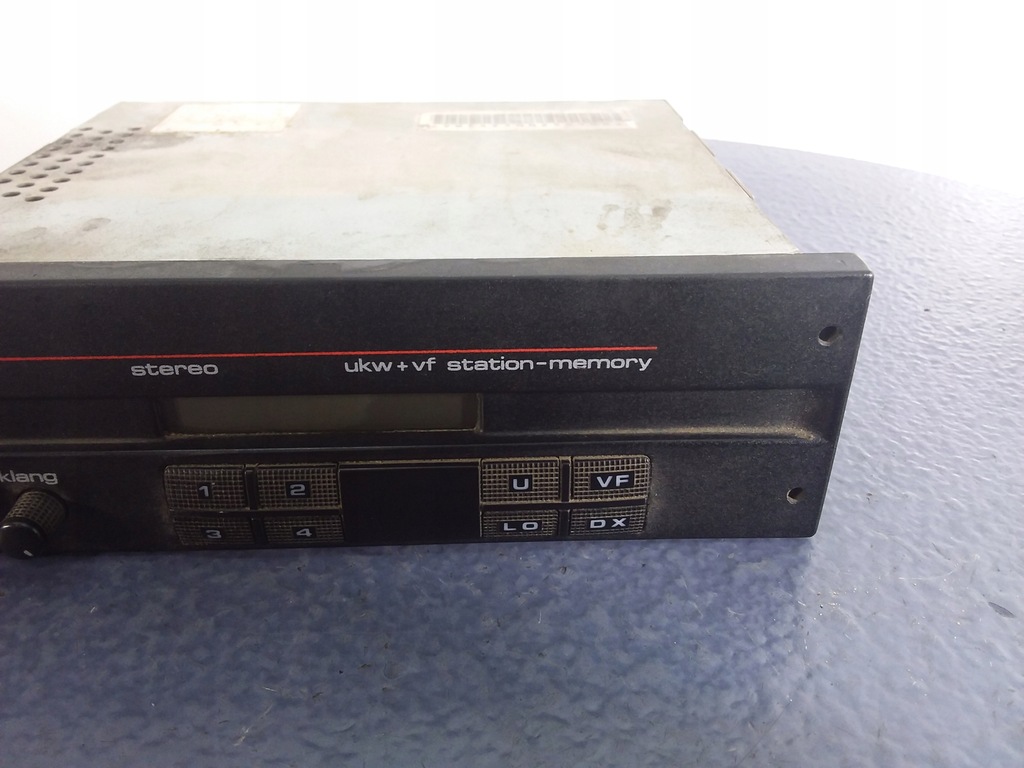 stereo ukw+vf station-memory
klang
1 2 U VF
3 4 LO DX